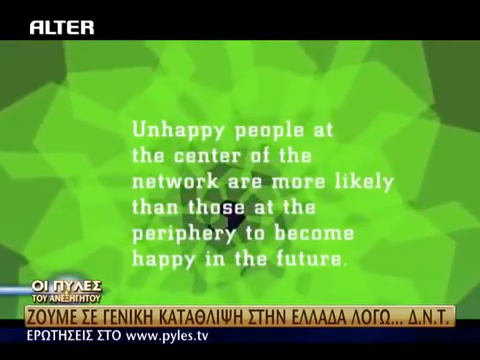 ALTER
Unhappy people at
the center of the
network are more likely
than those at the
periphery to become
happy in the future.
ΟΙ ΠΥΛΕΣ
ΤΟΥ ΑΝΕΞΗΓΗΤΟΥ
ΖΟΥΜΕ ΣΕ ΓΕΝΙΚΗ ΚΑΤΑΘΛΙΨΗ ΣΤΗΝ ΕΛΛΑΔΑ ΛΟΓΩ... Δ.Ν.Τ.
ΕΡΩΤΗΣΕΙΣ ΣΤΟ www.pyles.tv